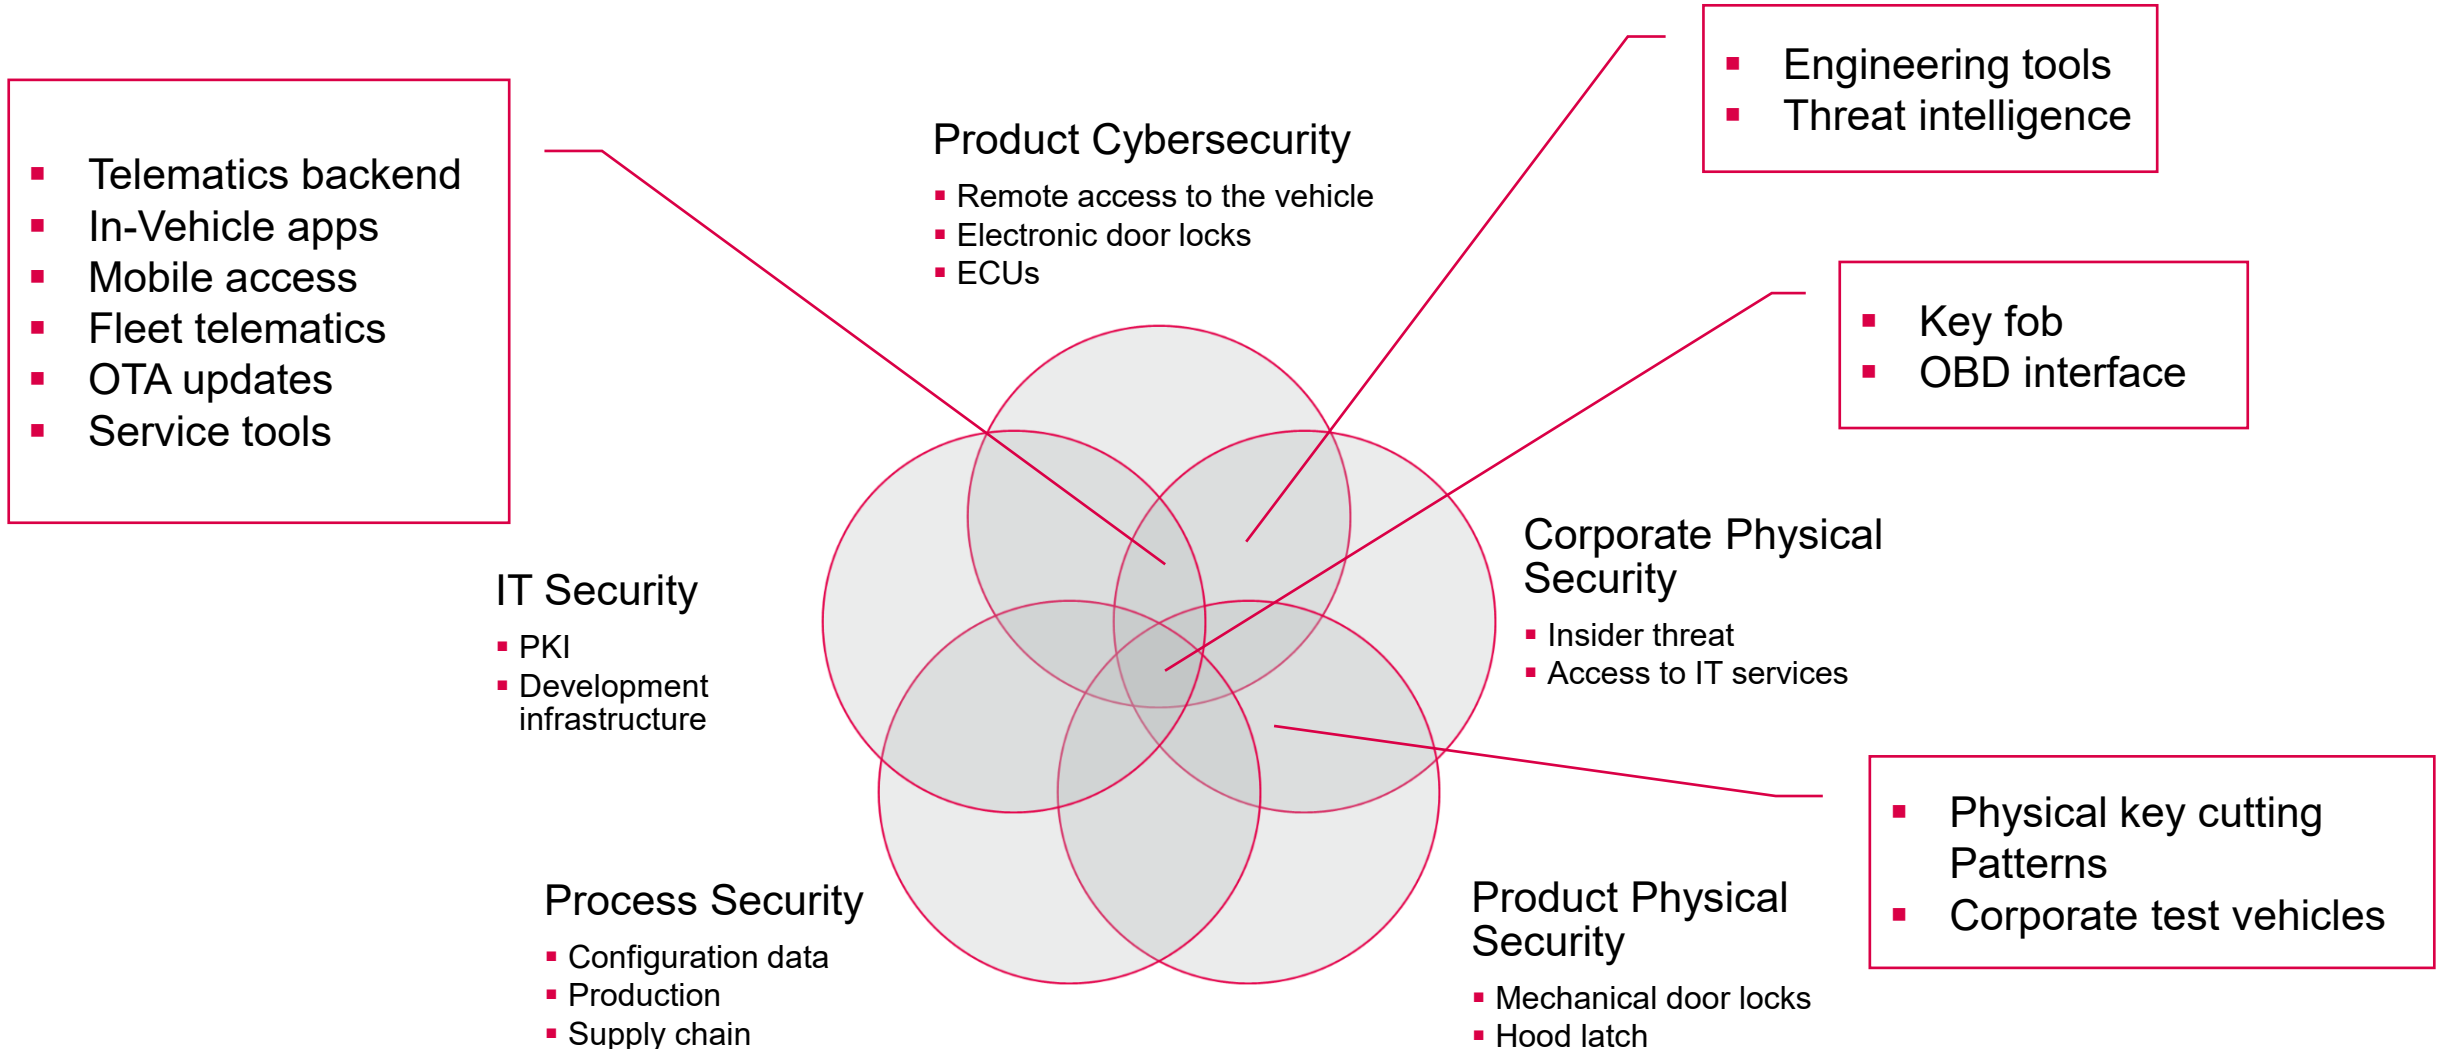 Engineering tools
Threat intelligence
Telematics backend
In-Vehicle apps
Mobile access
Fleet telematics
OTA updates
Service tools
Product Cybersecurity
Remote access to the vehicle
Electronic door locks
ECUs
Key fob
OBD interface
IT Security
PKI
Development
infrastructure
Corporate Physical
Security
Insider threat
Access to IT services
Physical key cutting
Patterns
Corporate test vehicles
Process Security
Configuration data
Production
Supply chain
Product Physical
Security
Mechanical door locks
Hood latch